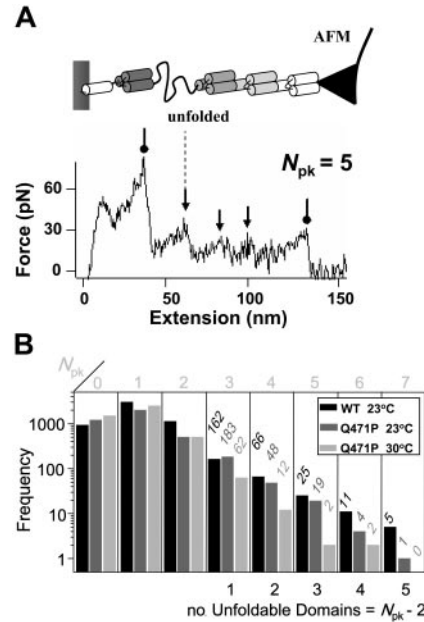 A
AFM
unfolded
N pk = 5
Force (pN)
60
30
0
0 50 100 150
Extension (nm)
B
N pk
0 1 2 3 4 5 6 7
WT 23°C
Q471P 23°C
Q471P 30°C
Frequency
1000
100
10
1
162 183 62
66 48 12
25 19 2
11 4 2
5 1 0
1 2 3 4 5
no. Unfoldable Domains = N pk - 2